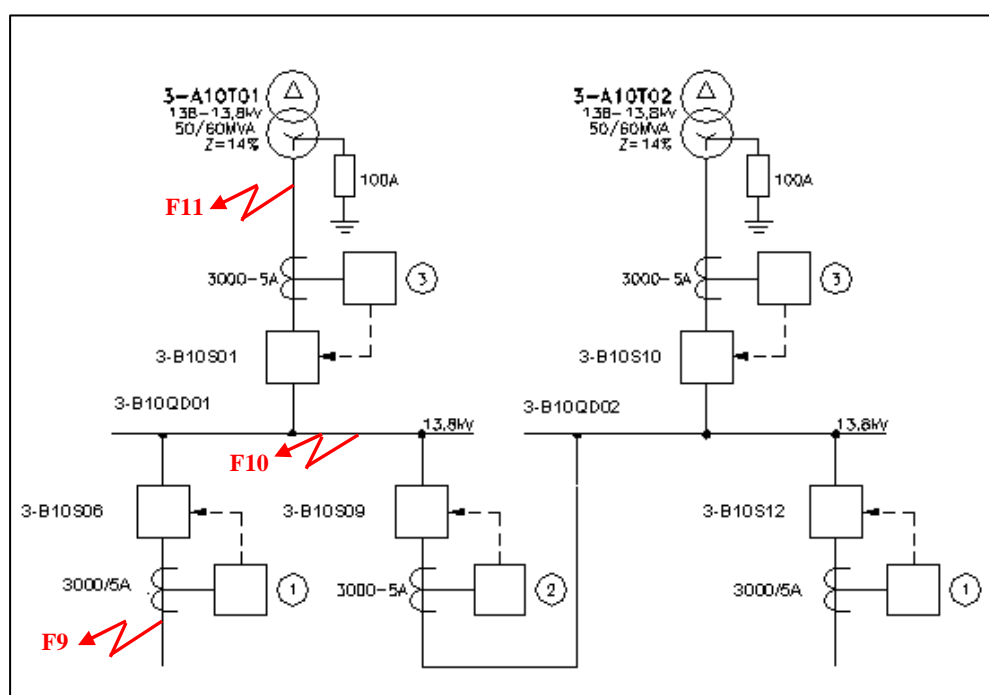 3-A10T01
138-13,8kV
50/60MVA
Z=14%
100A
F11
3000-5A
3
3-B10S01
3-B10QD01
13,8kV
F10
3-B10S06
3000/5A
1
F9
3-B10S09
3000-5A
2
3-A10T02
138-13,8kV
50/60MVA
Z=14%
100A
3000-5A
3
3-B10S10
3-B10QD02
13,8kV
3-B10S12
3000/5A
1